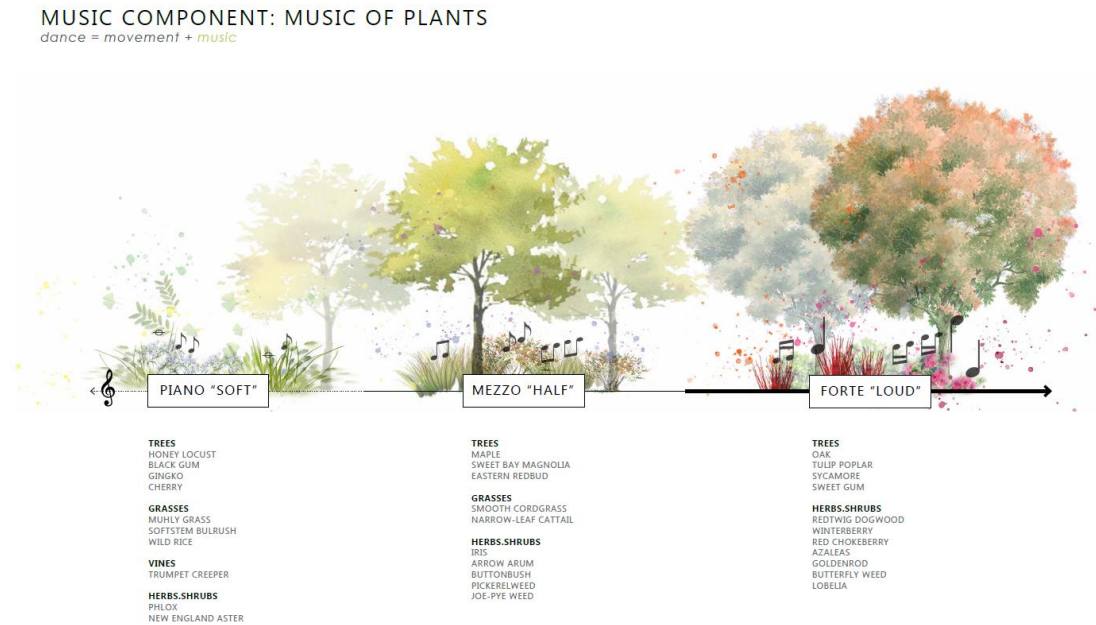 MUSIC COMPONENT: MUSIC OF PLANTS
dance = movement + music
PIANO "SOFT"
MEZZO "HALF"
FORTE "LOUD"
TREES
HONEY LOCUST
BLACK GUM
GINGKO
CHERRY
GRASSES
MUHLY GRASS
SOFTSTEM BULRUSH
WILD RICE
VINES
TRUMPET CREEPER
HERBS.SHRUBS
PHLOX
NEW ENGLAND ASTER
TREES
MAPLE
SWEET BAY MAGNOLIA
EASTERN REDBUD
GRASSES
SMOOTH CORDGRASS
NARROW-LEAF CATTAIL
HERBS.SHRUBS
IRIS
ARROW ARUM
BUTTONBUSH
PICKERELWEED
JOE-PYE WEED
TREES
OAK
TULIP POPLAR
SYCAMORE
SWEET GUM
HERBS.SHRUBS
REDTWIG DOGWOOD
WINTERBERRY
RED CHOKEBERRY
AZALEAS
GOLDENROD
BUTTERFLY WEED
LOBELIA